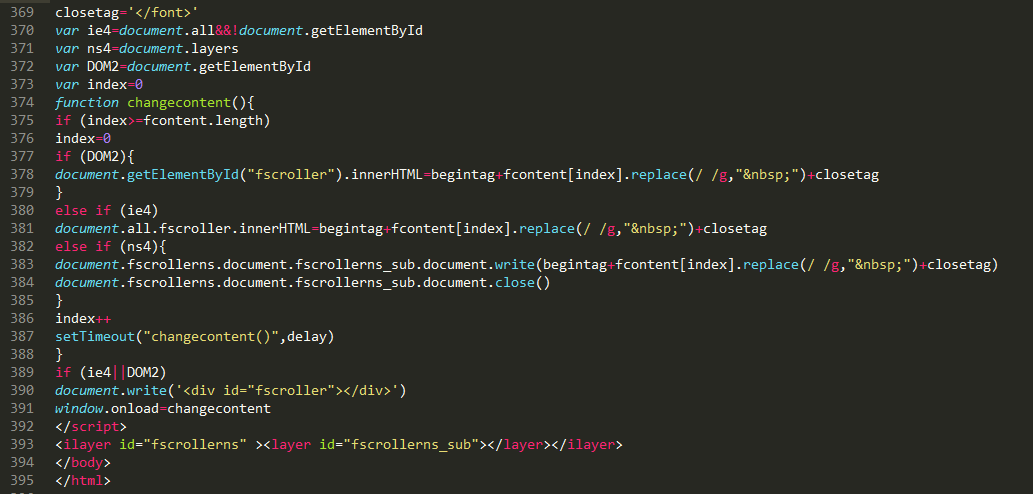 369 closetag='</font>'
370 var ie4=document.all&&!document.getElementById
371 var ns4=document.layers
372 var DOM2=document.getElementById
373 var index=0
374 function changecontent(){
375 if (index>=fcontent.length)
376 index=0
377 if (DOM2){
378 document.getElementById("fscroller").innerHTML=begintag+fcontent[index].replace(/ /g,"&nbsp;")+closetag
379 }
380 else if (ie4)
381 document.all.fscroller.innerHTML=begintag+fcontent[index].replace(/ /g,"&nbsp;")+closetag
382 else if (ns4){
383 document.fscrollerns.document.fscrollerns_sub.document.write(begintag+fcontent[index].replace(/ /g,"&nbsp;")+closetag)
384 document.fscrollerns.document.fscrollerns_sub.document.close()
385 }
386 index++
387 setTimeout("changecontent()",delay)
388 }
389 if (ie4||DOM2)
390 document.write('<div id="fscroller"></div>')
391 window.onload=changecontent
392 </script>
393 <ilayer id="fscrollerns" ><layer id="fscrollerns_sub"></layer></ilayer>
394 </body>
395 </html>